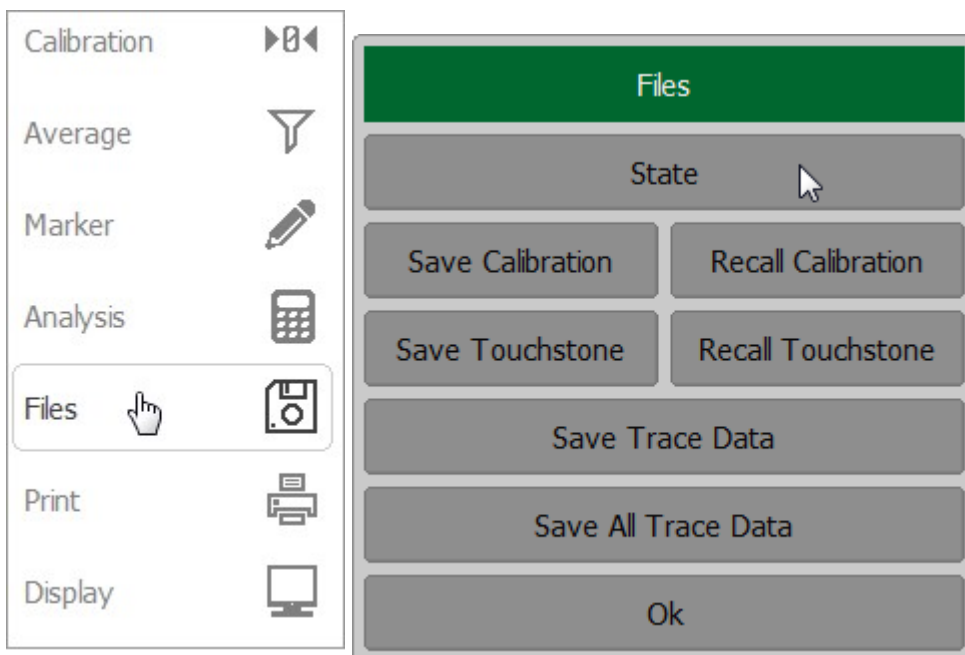 Calibration
Average
Marker
Analysis
Files
Print
Display
Files
State
Save Calibration
Recall Calibration
Save Touchstone
Recall Touchstone
Save Trace Data
Save All Trace Data
Ok